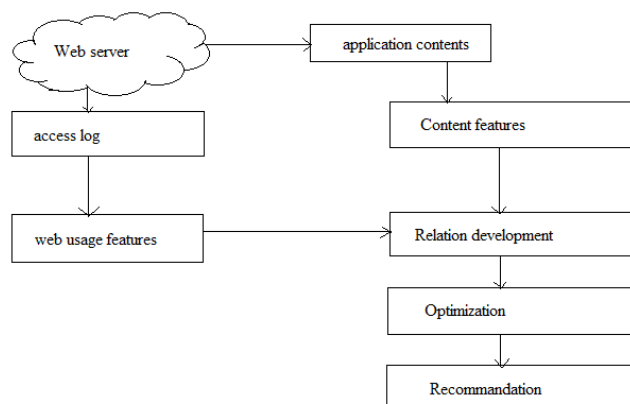 Web server
application contents
access log
Content features
web usage features
Relation development
Optimization
Recommandation